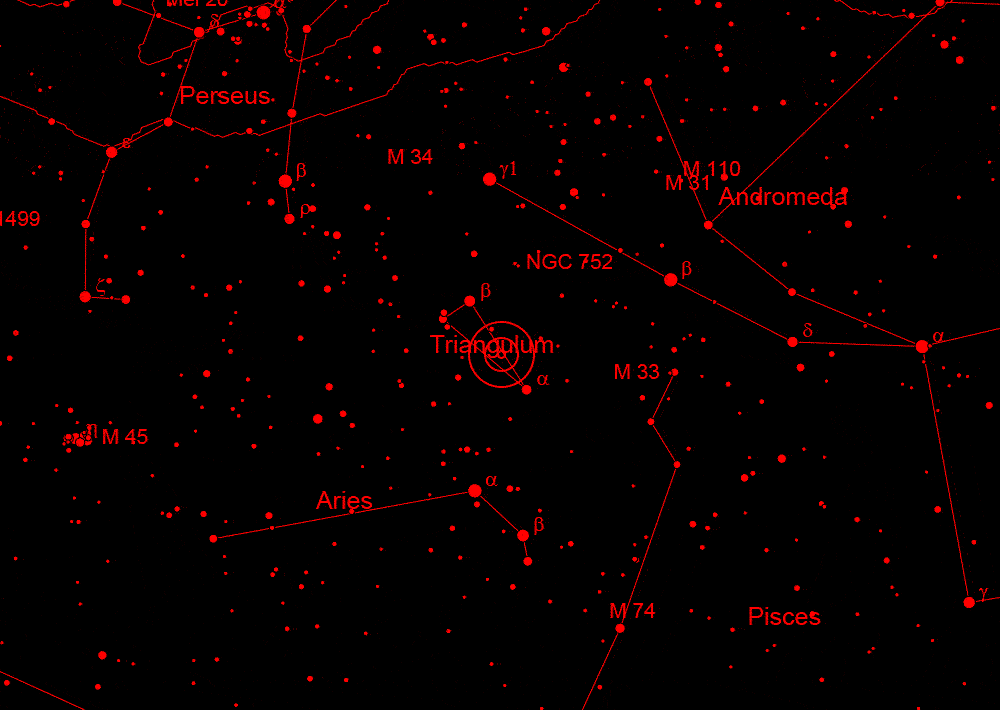 Mel 20
δ
α
Perseus
ε
M 34
γ1
M 110
M 31
β
Andromeda
ρ
1499
NGC 752
β
ζ
β
δ
Triangulum
α
M 33
α
η
M 45
α
Aries
β
γ
M 74
Pisces